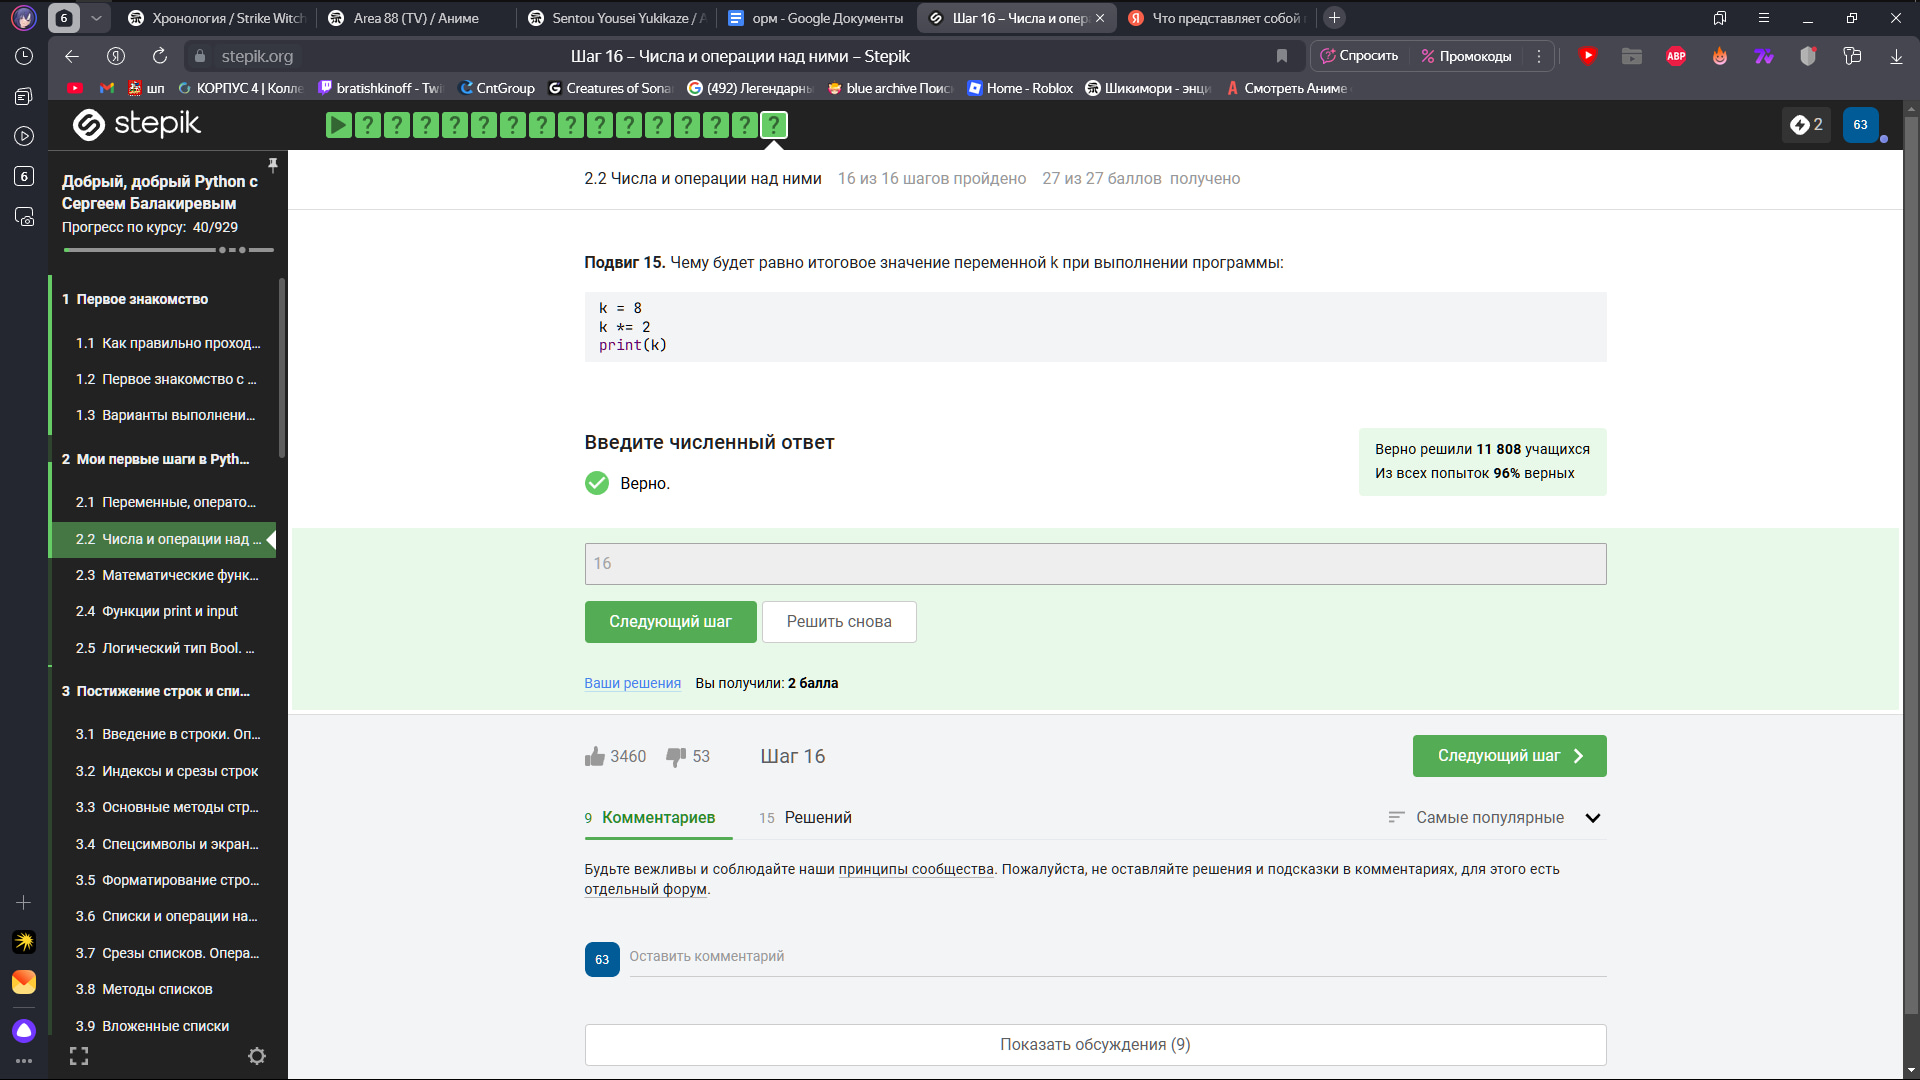 6
Хронология / Strike Witch
Area 88 (TV) / Аниме
Sentou Yousei Yukikaze / А
орм - Google Документы
Шаг 16 – Числа и опер
Что представляет собой
stepik.org
Шаг 16 – Числа и операции над ними – Stepik
Спросить
Промокоды
ABP
шп
КОРПУС 4 | Колле
bratishkinoff - Twi
CntGroup
Creatures of Sona
(492) Легендарны
blue archive Поис
Home - Roblox
Шикимори - энци
Смотреть Аниме
6
stepik
2
63
Добрый, добрый Python с
Сергеем Балакиревым
Прогресс по курсу: 40/929
1 Первое знакомство
1.1 Как правильно проход...
1.2 Первое знакомство с ...
1.3 Варианты выполнени...
2 Мои первые шаги в Pyth...
2.1 Переменные, операто...
2.2 Числа и операции над ...
2.3 Математические функ...
2.4 Функции print и input
2.5 Логический тип Bool. ...
3 Постижение строк и спи...
3.1 Введение в строки. Оп...
3.2 Индексы и срезы строк
3.3 Основные методы стр...
3.4 Спецсимволы и экран...
3.5 Форматирование стро...
3.6 Списки и операции на...
3.7 Срезы списков. Опера...
3.8 Методы списков
3.9 Вложенные списки
2.2 Числа и операции над ними 16 из 16 шагов пройдено 27 из 27 баллов получено
Подвиг 15. Чему будет равно итоговое значение переменной k при выполнении программы:
k = 8
k *= 2
print(k)
Введите численный ответ
Верно.
Верно решили 11 808 учащихся
Из всех попыток 96% верных
16
Следующий шаг
Решить снова
Ваши решения Вы получили: 2 балла
3460
53
Шаг 16
Следующий шаг
9 Комментариев
15 Решений
Самые популярные
Будьте вежливы и соблюдайте наши принципы сообщества. Пожалуйста, не оставляйте решения и подсказки в комментариях, для этого есть
отдельный форум.
63
Оставить комментарий
Показать обсуждения (9)